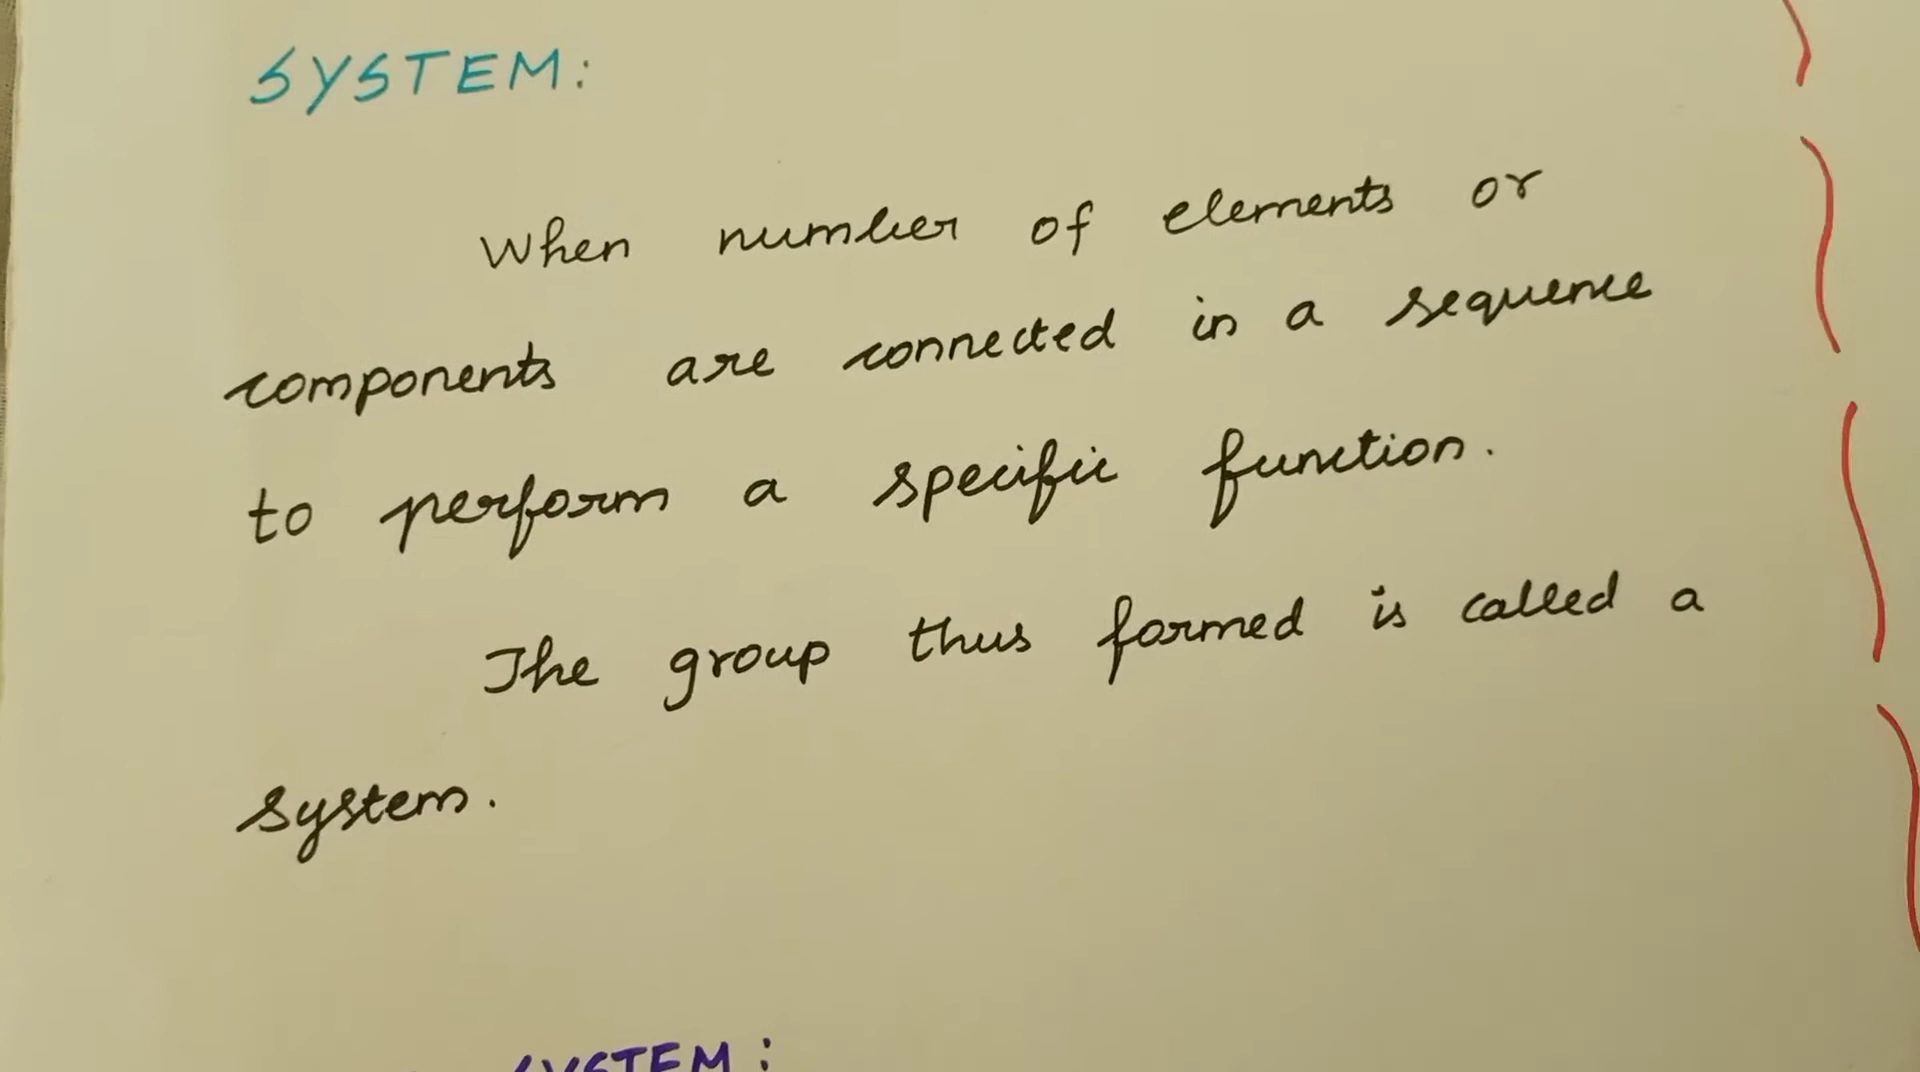 SYSTEM:
When number of elements or
components are connected in a sequence
to perform a specific function.
The group thus formed is called a
system.
SYSTEM: